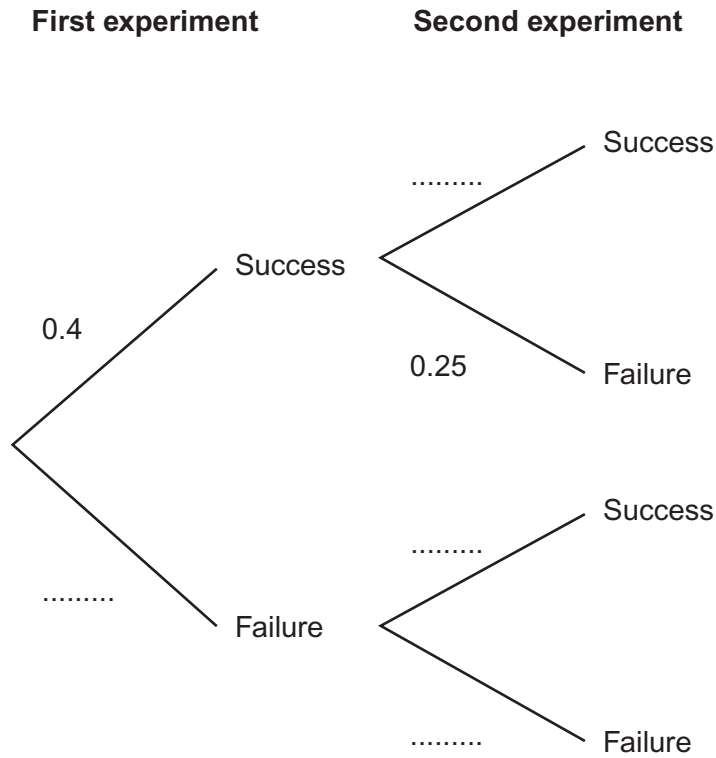 First experiment
Second experiment
Success
.........
Success
0.4
0.25
Failure
Success
.........
.........
Failure
.........
Failure